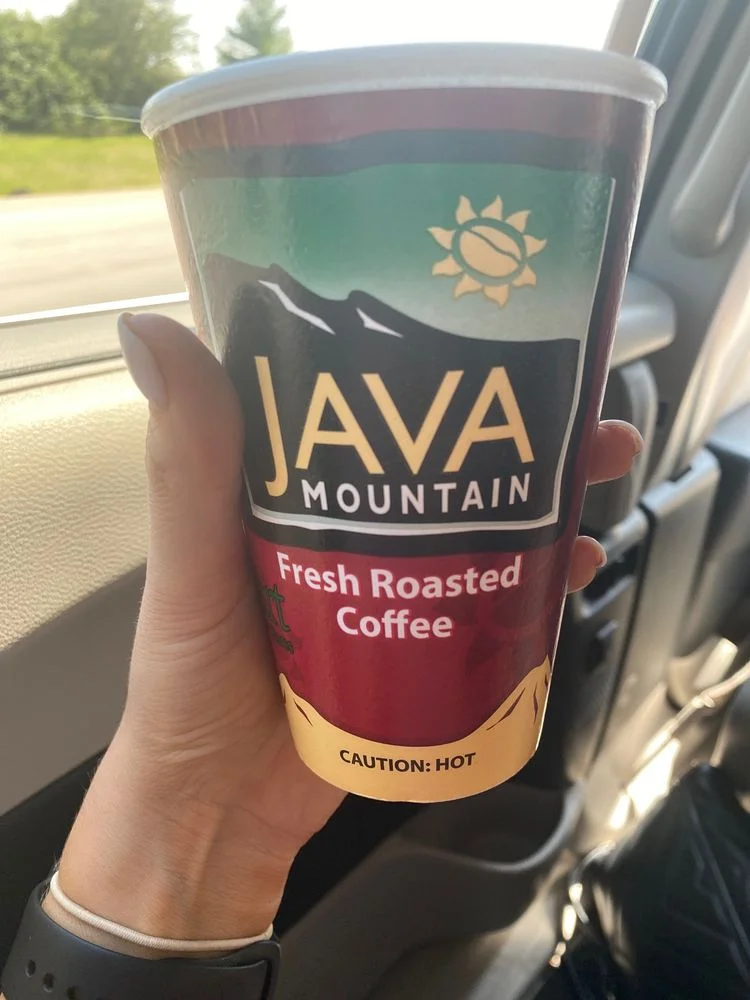 JAVA
MOUNTAIN
Fresh Roasted
Coffee
CAUTION: HOT